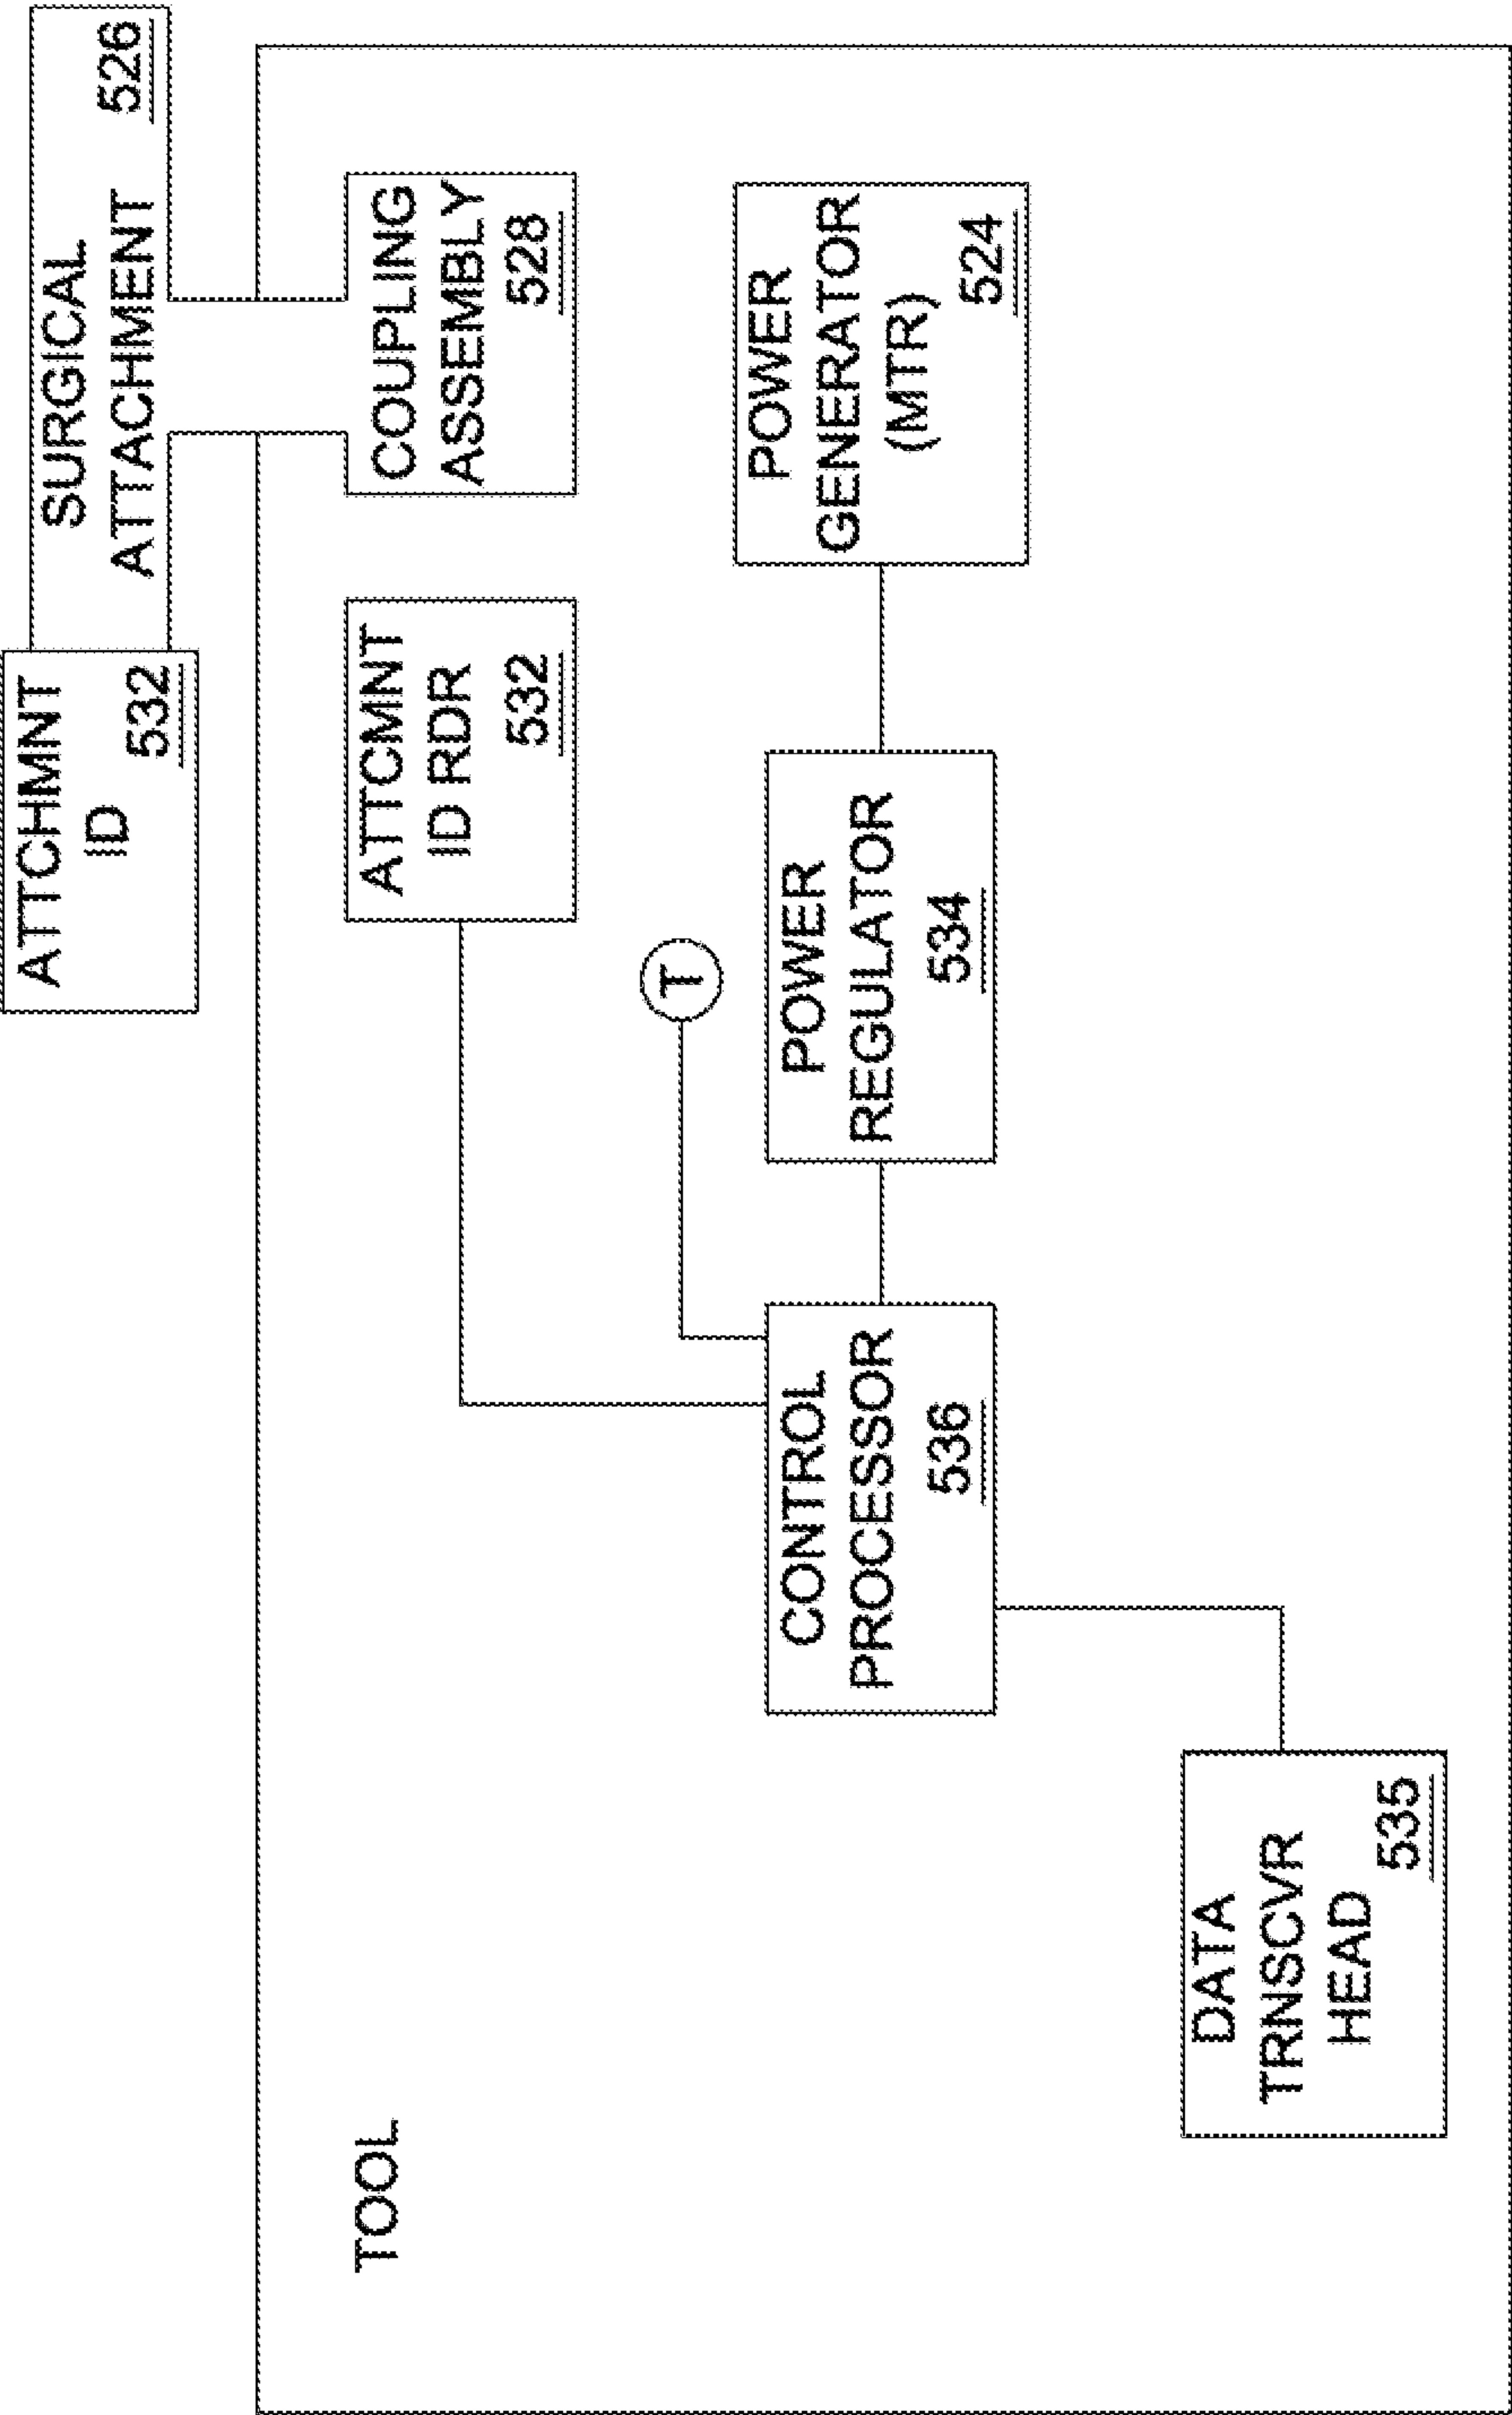 SURGICAL
ATTACHMENT 526
ATTCHMNT
ID
532
COUPLING
ASSEMBLY
528
ATTCMNT
ID RDR
532
T
TOOL
POWER
GENERATOR
(MTR)
524
POWER
REGULATOR
534
CONTROL
PROCESSOR
536
DATA
TRNSCVR
HEAD
535